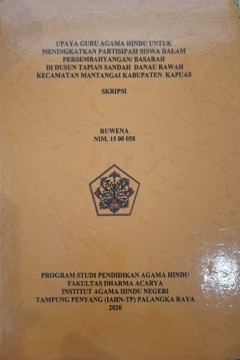 UPAYA GURU AGAMA HINDU UNTUK
MENINGKATKAN PARTISIPASI SISWA DALAM
PERSEMBAHYANGAN/ BASARAH
DI DUSUN TAPIAN SANDAH DANAU RAWAH
KECAMATAN MANTANGAI KABUPATEN KAPUAS
SKRIPSI
RUWENA
NIM. 15 00 058
PROGRAM STUDI PENDIDIKAN AGAMA HINDU
FAKULTAS DHARMA ACARYA
INSTITUT AGAMA HINDU NEGERI
TAMPUNG PENYANG (IAHN-TP) PALANGKA RAYA
2020